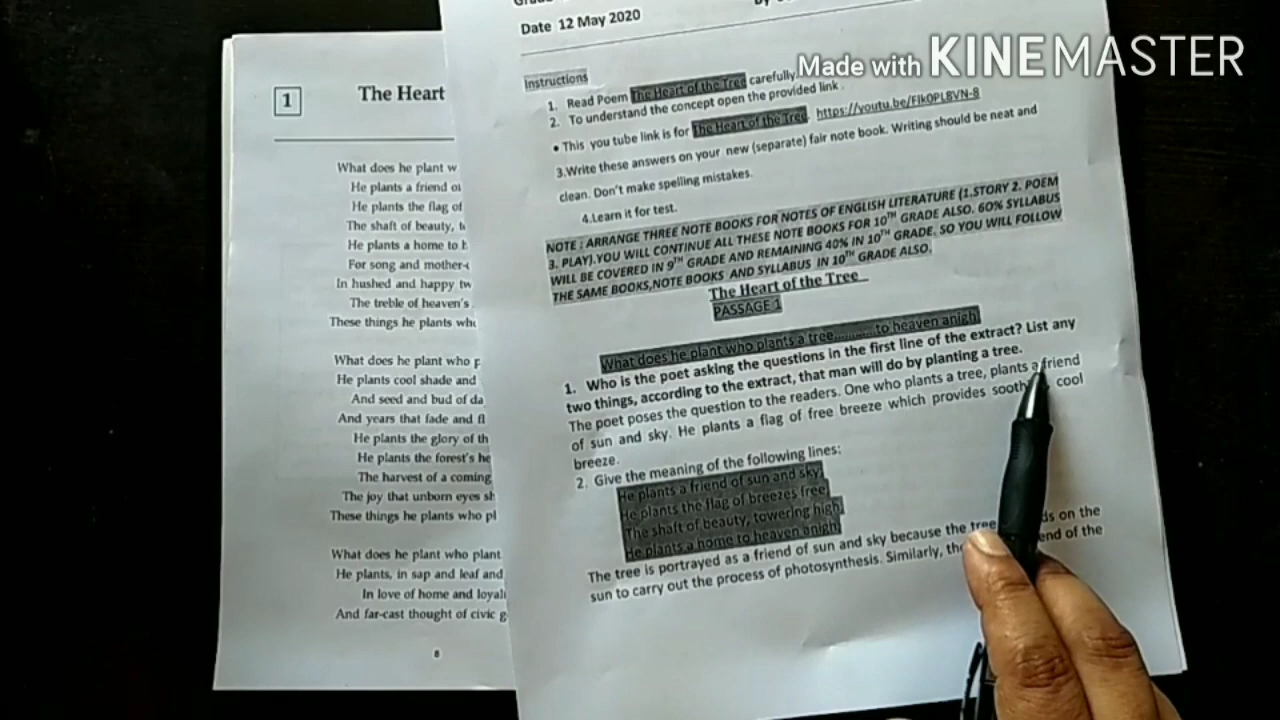 Made with KINEMASTER
Date 12 May 2020
Instructions
1. Read Poem The Heart of the Tree carefully
2. To understand the concept open the provided link.
• This you tube link is for The Heart of the Tree. https://youtu.be/FIk0PL8VN-8
3.Write these answers on your new (separate) fair note book. Writing should be neat and
clean. Don't make spelling mistakes.
4.Learn it for test.
NOTE : ARRANGE THREE NOTE BOOKS FOR NOTES OF ENGLISH LITERATURE (1.STORY 2. POEM
3. PLAY).YOU WILL CONTINUE ALL THESE NOTE BOOKS FOR 10TH GRADE ALSO. 60% SYLLABUS
WILL BE COVERED IN 9TH GRADE AND REMAINING 40% IN 10TH GRADE. SO YOU WILL FOLLOW
THE SAME BOOKS,NOTE BOOKS AND SYLLABUS IN 10TH GRADE ALSO.
The Heart of the Tree
PASSAGE 1
What does he plant who plants a tree..........to heaven anigh
1. Who is the poet asking the questions in the first line of the extract? List any
two things, according to the extract, that man will do by planting a tree.
The poet poses the question to the readers. One who plants a tree, plants a friend
of sun and sky. He plants a flag of free breeze which provides cool
breeze.
2. Give the meaning of the following lines:
He plants a friend of sun and sky,
He plants the flag of breezes free,
The shaft of beauty, towering high,
He plants a home to heaven anigh,
The tree is portrayed as a friend of sun and sky because the tree on the
sun to carry out the process of photosynthesis. Similarly, of the
1
The Heart
What does he plant
He plants a friend
He plants the flag of
The shaft of beauty,
He plants a home to
For song and
In hushed and happy
The treble of heaven's
These things he plants
What does he plant who
He plants cool shade and
And seed and bud of
And years that fade and
He plants the glory of
He plants the forest's
The harvest of a coming
The joy that unborn eyes
These things he plants who
What does he plant who plant
He plants, in sap and leaf and
In love of home and
And far-cast thought of civic
8